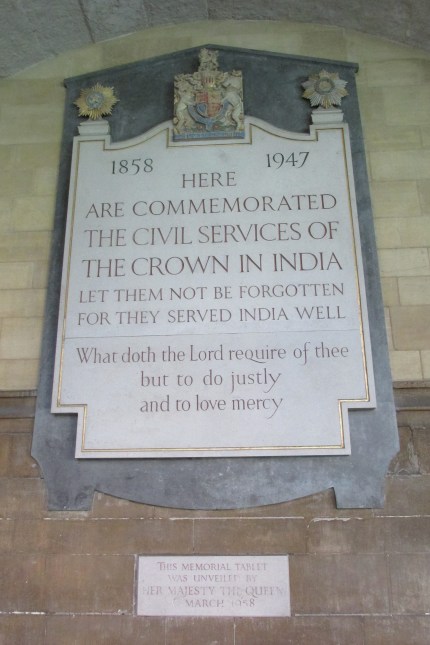 1858 1947
HERE
ARE COMMEMORATED
THE CIVIL SERVICES OF
THE CROWN IN INDIA
LET THEM NOT BE FORGOTTEN
FOR THEY SERVED INDIA WELL
What doth the Lord require of thee
but to do justly
and to love mercy
THIS MEMORIAL TABLET
WAS UNVEILED BY
HER MAJESTY THE QUEEN
MARCH 1958